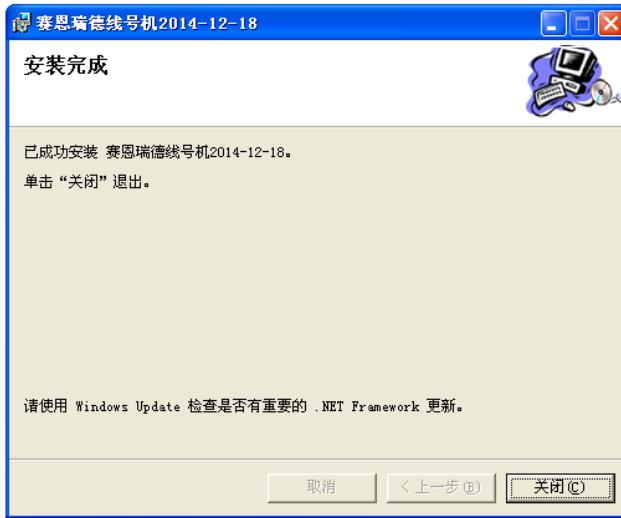 赛恩瑞德线号机2014-12-18
安装完成
已成功安装 赛恩瑞德线号机2014-12-18。
单击“关闭”退出。
请使用 Windows Update 检查是否有重要的 .NET Framework 更新。
取消
< 上一步(B)
关闭(C)